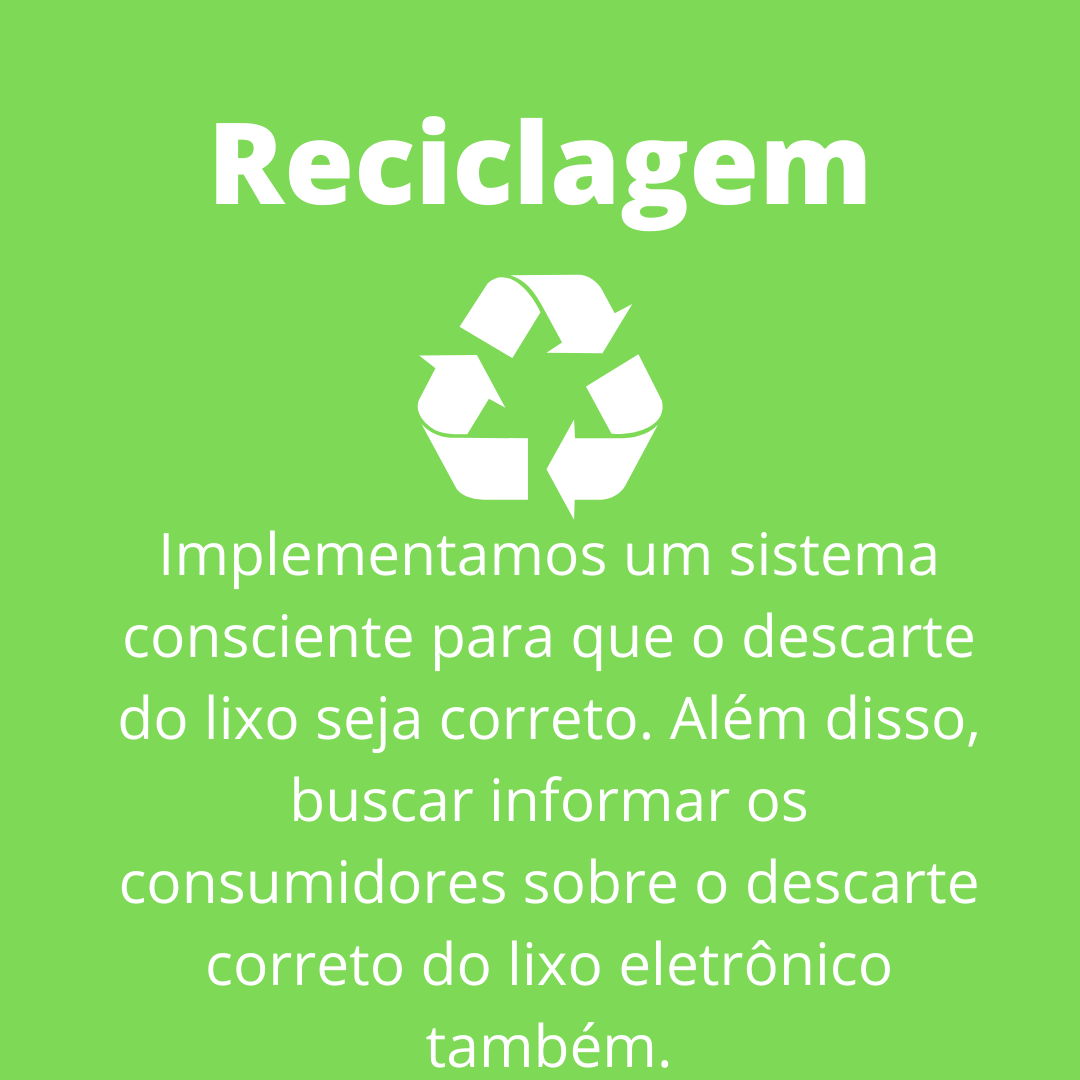 Reciclagem
Implementamos um sistema
consciente para que o descarte
do lixo seja correto. Além disso,
buscar informar os
consumidores sobre o descarte
correto do lixo eletrônico
também.